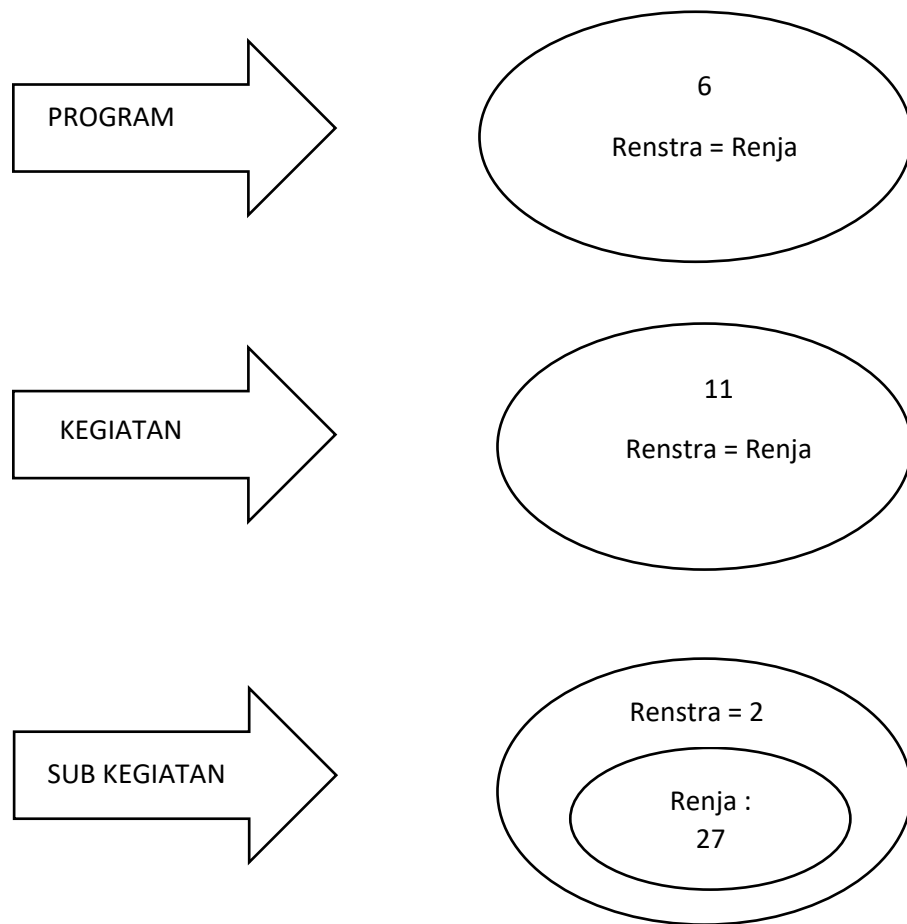 PROGRAM
6
Renstra = Renja
KEGIATAN
11
Renstra = Renja
SUB KEGIATAN
Renstra = 2
Renja :
27